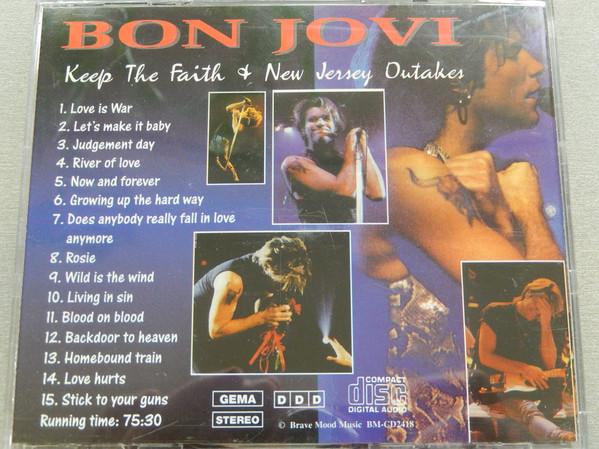 BON JOVI
Keep The Faith & New Jersey Outakes
1. Love is War
2. Let's make it baby
3. Judgement day
4. River of love
5. Now and forever
6. Growing up the hard way
7. Does anybody really fall in love
anymore
8. Rosie
9. Wild is the wind
10. Living in sin
11. Blood on blood
12. Backdoor to heaven
13. Homebound train
14. Love hurts
15. Stick to your guns
Running time: 75:30
GEMA
STEREO
D D D
COMPACT
disc
DIGITAL AUDIO
© Brave Mood Music BM-CD2418